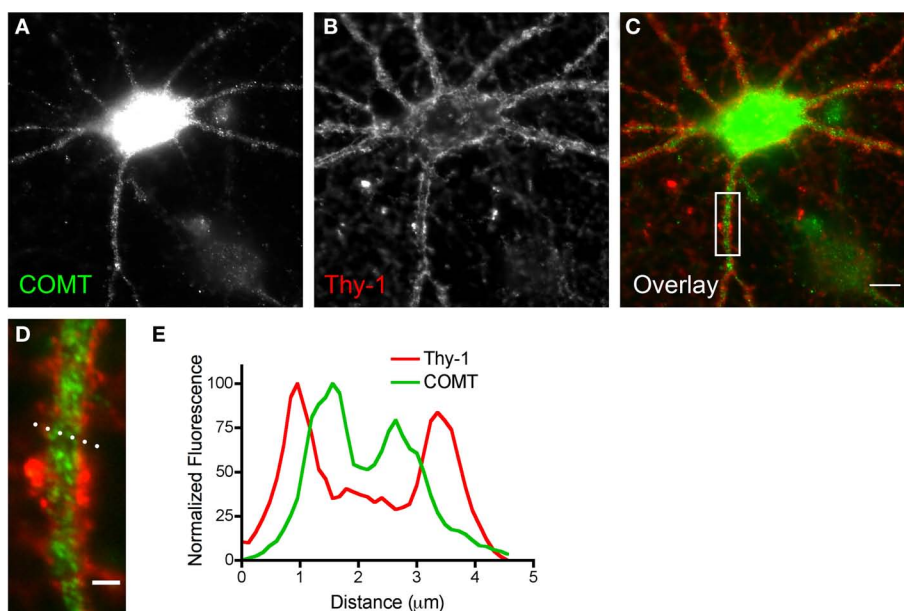 A
B
C
COMT
Thy-1
Overlay
D
E
Thy-1
COMT
Normalized Fluorescence
100
75
50
25
0
0 1 2 3 4 5
Distance (μm)